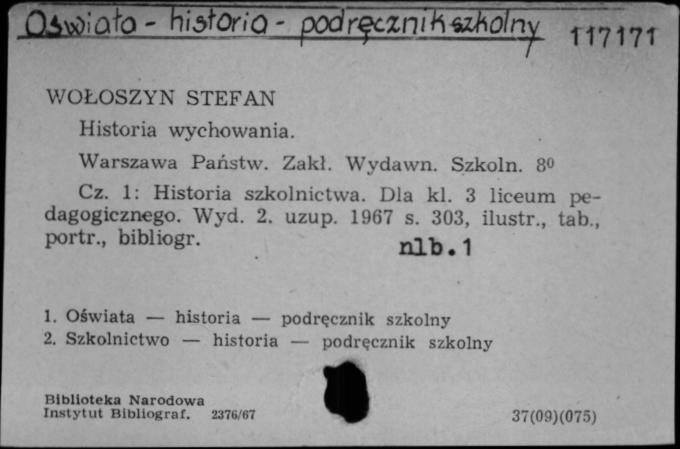 Oświata - historia - podręcznik szkolny 117171
WOŁOSZYN STEFAN
Historia wychowania.
Warszawa Państw. Zakł. Wydawn. Szkoln. 8⁰
Cz. 1: Historia szkolnictwa. Dla kl. 3 liceum pe-
dagogicznego. Wyd. 2. uzup. 1967 s. 303, ilustr., tab.,
portr., bibliogr. nlb.1
1. Oświata — historia — podręcznik szkolny
2. Szkolnictwo — historia — podręcznik szkolny
Biblioteka Narodowa
Instytut Bibliograf. 2376/67 37(09)(075)